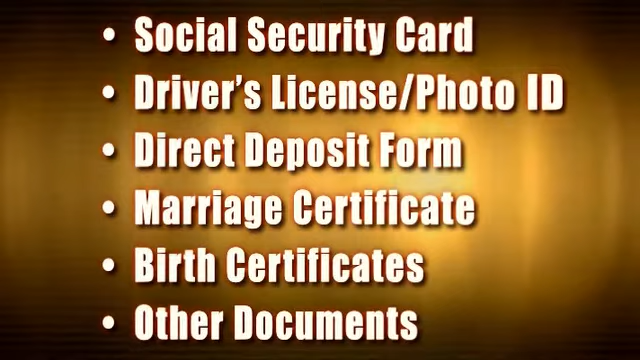 • Social Security Card
• Driver's License/Photo ID
• Direct Deposit Form
• Marriage Certificate
• Birth Certificates
• Other Documents